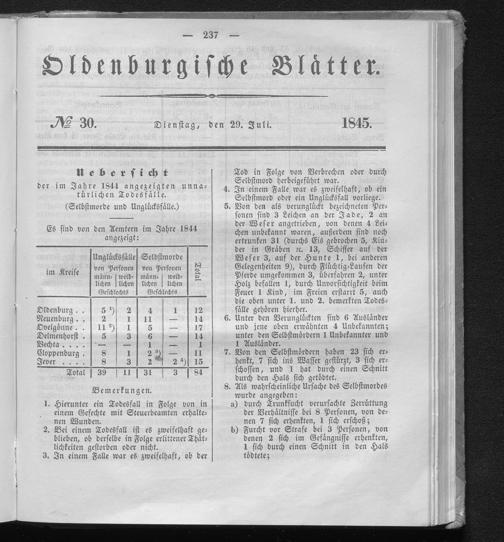 — 237 —
Oldenburgische Blätter.
№ 30. Dienstag, den 29. Juli. 1845.
Uebersicht
der im Jahre 1844 angezeigten unna-
türlichen Todesfälle.
(Selbstmorde und Unglücksfälle.)
Es sind von den Aemtern im Jahre 1844
angezeigt:
im Kreise
Unglücksfälle Selbstmorde
von Personen von Personen
männ- weib- männ- weib-
lichen lichen lichen lichen
Geschlechts Geschlechts
Total
Oldenburg . . 5 ¹) 2 4 1 12
Neuenburg . . 2 1 11 — 14
Ovelgönne . . 11 ²) 1 5 — 17
Delmenhorst . . 5 3 6 — 14
Vechta . . . — — 1 — 1
Cloppenburg . 8 1 2 ³) — 11
Jever . . . . 8 3 2 2 ⁴) 15
Total 39 11 31 3 84
Bemerkungen.
1. Hierunter ein Todesfall in Folge von in
einem Gefechte mit Steuerbeamten erhalte-
nen Wunden.
2. Bei einem Todesfall ist es zweifelhaft ge-
blieben, ob derselbe in Folge erlittener Thät-
lichkeiten gestorben oder nicht.
3. In einem Falle war es zweifelhaft, ob der
Tod in Folge von Verbrechen oder durch
Selbstmord herbeigeführt war.
4. In einem Falle war es zweifelhaft, ob ein
Selbstmord oder ein Unglücksfall vorliege.
5. Von den als verunglückt bezeichneten Per-
sonen sind 3 Leichen an der Jade, 2 an
der Weser angetrieben, von denen 4 Lei-
chen unbekannt waren, außerdem sind noch
ertrunken 31 (durchs Eis gebrochen 5, Kin-
der in Gräben ꝛc. 13, Schiffer auf der
Weser 3, auf der Hunte 1, bei anderen
Gelegenheiten 9); durch Flüchtig-Laufen der
Pferde umgekommen 3, überfahren 2, unter
Holz befallen 1, durch Unvorsichtigkeit beim
Feuer 1 Kind, im Freien erstarrt 5, auch
die oben unter 1. und 2. bemerkten Todes-
fälle gehören hierher.
6. Unter den Verunglückten sind 6 Ausländer
und jene oben erwähnten 4 Unbekannten;
unter den Selbstmördern 1 Unbekannter und
1 Ausländer.
7. Von den Selbstmördern haben 23 sich er-
henkt, 7 sich ins Wasser gestürzt, 3 sich er-
schossen, und 1 hat durch einen Schnitt
durch den Hals sich getödtet.
8. Als wahrscheinliche Ursache des Selbstmordes
wurde angegeben:
a) durch Trunksucht verursachte Zerrüttung
der Verhältnisse bei 8 Personen, von de-
nen 7 sich erhenkten, 1 sich erschoß;
b) Furcht vor Strafe bei 3 Personen, von
denen 2 sich im Gefängnisse erhenkten,
1 sich durch einen Schnitt in den Hals
tödtete;